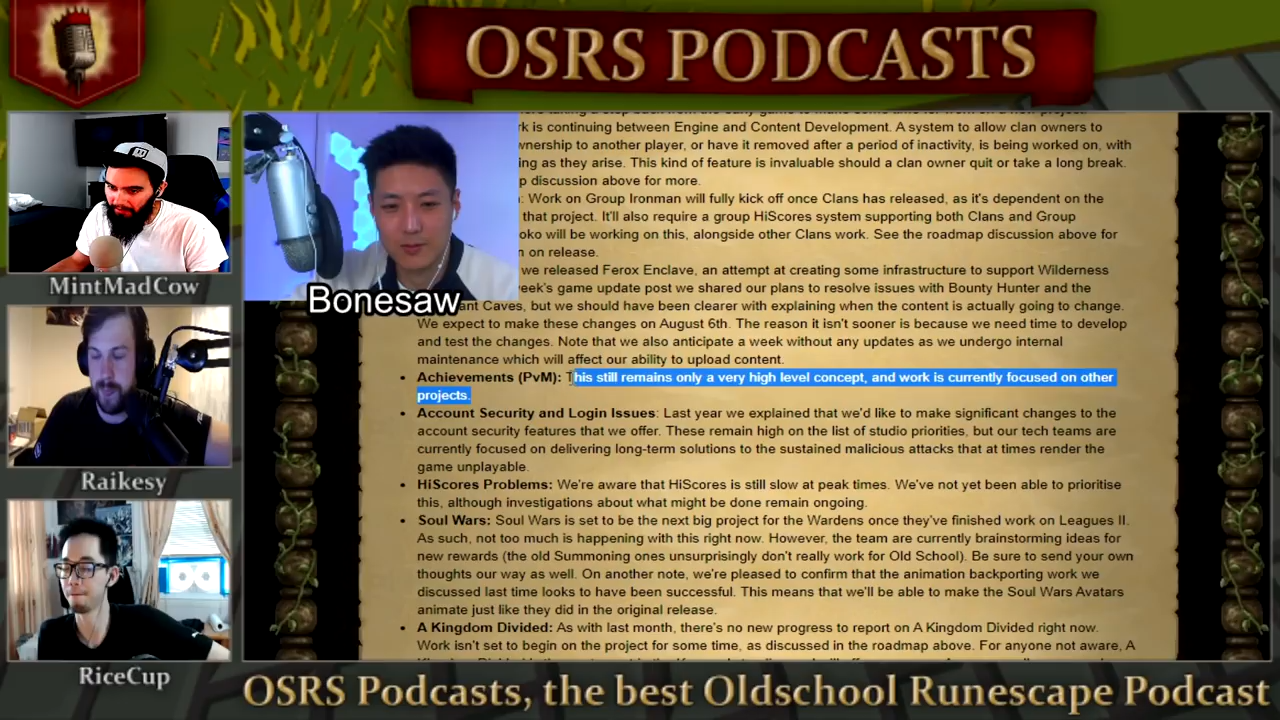 OSRS PODCASTS
rk is continuing between Engine and Content Development. A system to allow clan owners to
wnership to another player, or have it removed after a period of inactivity, is being worked on, with
ing as they arise. This kind of feature is invaluable should a clan owner quit or take a long break.
p discussion above for more.
: Work on Group Ironman will fully kick off once Clans has released, as it's dependent on the
that project. It'll also require a group HiScores system supporting both Clans and Group
oko will be working on this, alongside other Clans work. See the roadmap discussion above for
n on release.
we released Ferox Enclave, an attempt at creating some infrastructure to support Wilderness
eek's game update post we shared our plans to resolve issues with Bounty Hunter and the
ant Caves, but we should have been clearer with explaining when the content is actually going to change.
We expect to make these changes on August 6th. The reason it isn't sooner is because we need time to develop
and test the changes. Note that we also anticipate a week without any updates as we undergo internal
maintenance which will affect our ability to upload content.
• Achievements (PvM): This still remains only a very high level concept, and work is currently focused on other
projects.
• Account Security and Login Issues: Last year we explained that we'd like to make significant changes to the
account security features that we offer. These remain high on the list of studio priorities, but our tech teams are
currently focused on delivering long-term solutions to the sustained malicious attacks that at times render the
game unplayable.
• HiScores Problems: We're aware that HiScores is still slow at peak times. We've not yet been able to prioritise
this, although investigations about what might be done remain ongoing.
• Soul Wars: Soul Wars is set to be the next big project for the Wardens once they've finished work on Leagues II.
As such, not too much is happening with this right now. However, the team are currently brainstorming ideas for
new rewards (the old Summoning ones unsurprisingly don't really work for Old School). Be sure to send your own
thoughts our way as well. On another note, we're pleased to confirm that the animation backporting work we
discussed last time looks to have been successful. This means that we'll be able to make the Soul Wars Avatars
animate just like they did in the original release.
• A Kingdom Divided: As with last month, there's no new progress to report on A Kingdom Divided right now.
Work isn't set to begin on the project for some time, as discussed in the roadmap above. For anyone not aware, A
MintMadCow
Bonesaw
Raikesy
RiceCup
OSRS Podcasts, the best Oldschool Runescape Podcast